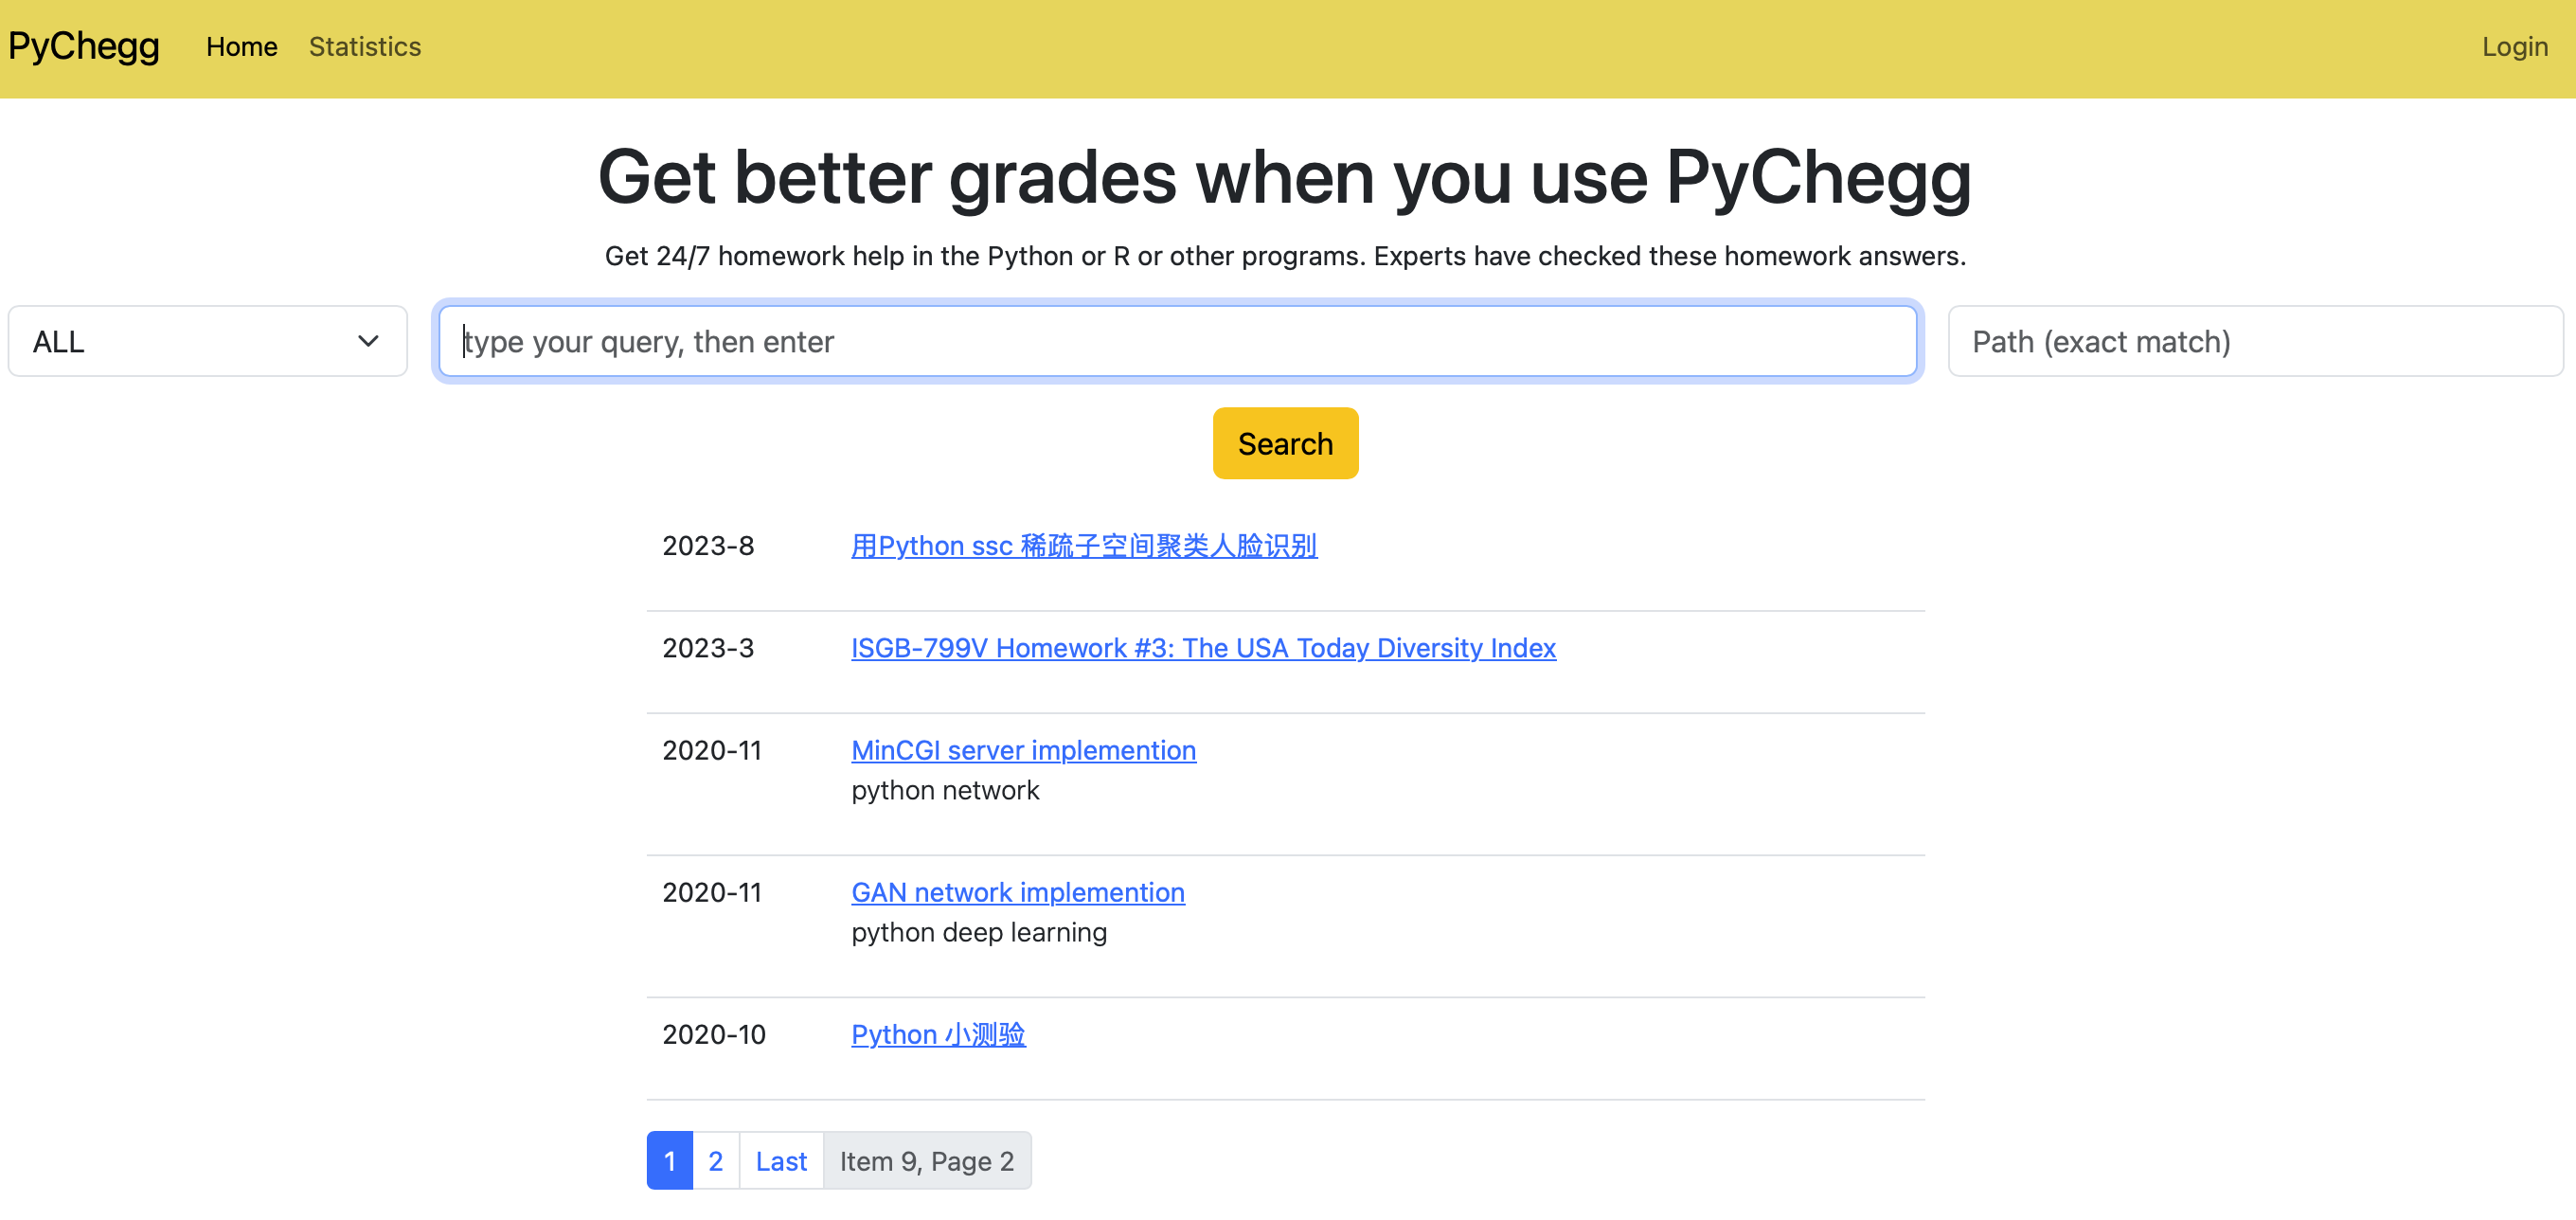 PyChegg Home Statistics Login
Get better grades when you use PyChegg
Get 24/7 homework help in the Python or R or other programs. Experts have checked these homework answers.
ALL type your query, then enter Path (exact match)
Search
2023-8 用Python ssc 稀疏子空间聚类人脸识别
2023-3 ISGB-799V Homework #3: The USA Today Diversity Index
2020-11 MinCGI server implemention
python network
2020-11 GAN network implemention
python deep learning
2020-10 Python 小测验
1 2 Last Item 9, Page 2